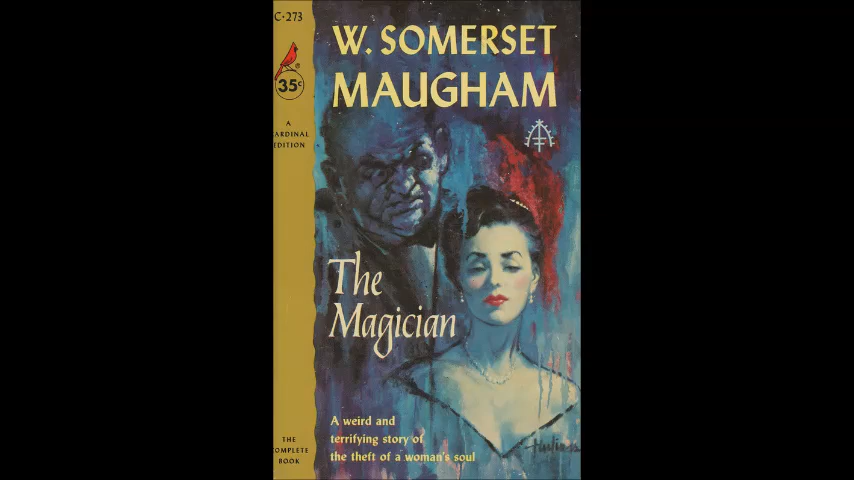 C·273
35¢
A
CARDINAL
EDITION
THE
COMPLETE
BOOK
W. SOMERSET
MAUGHAM
The
Magician
A weird and
terrifying story of
the theft of a woman's soul